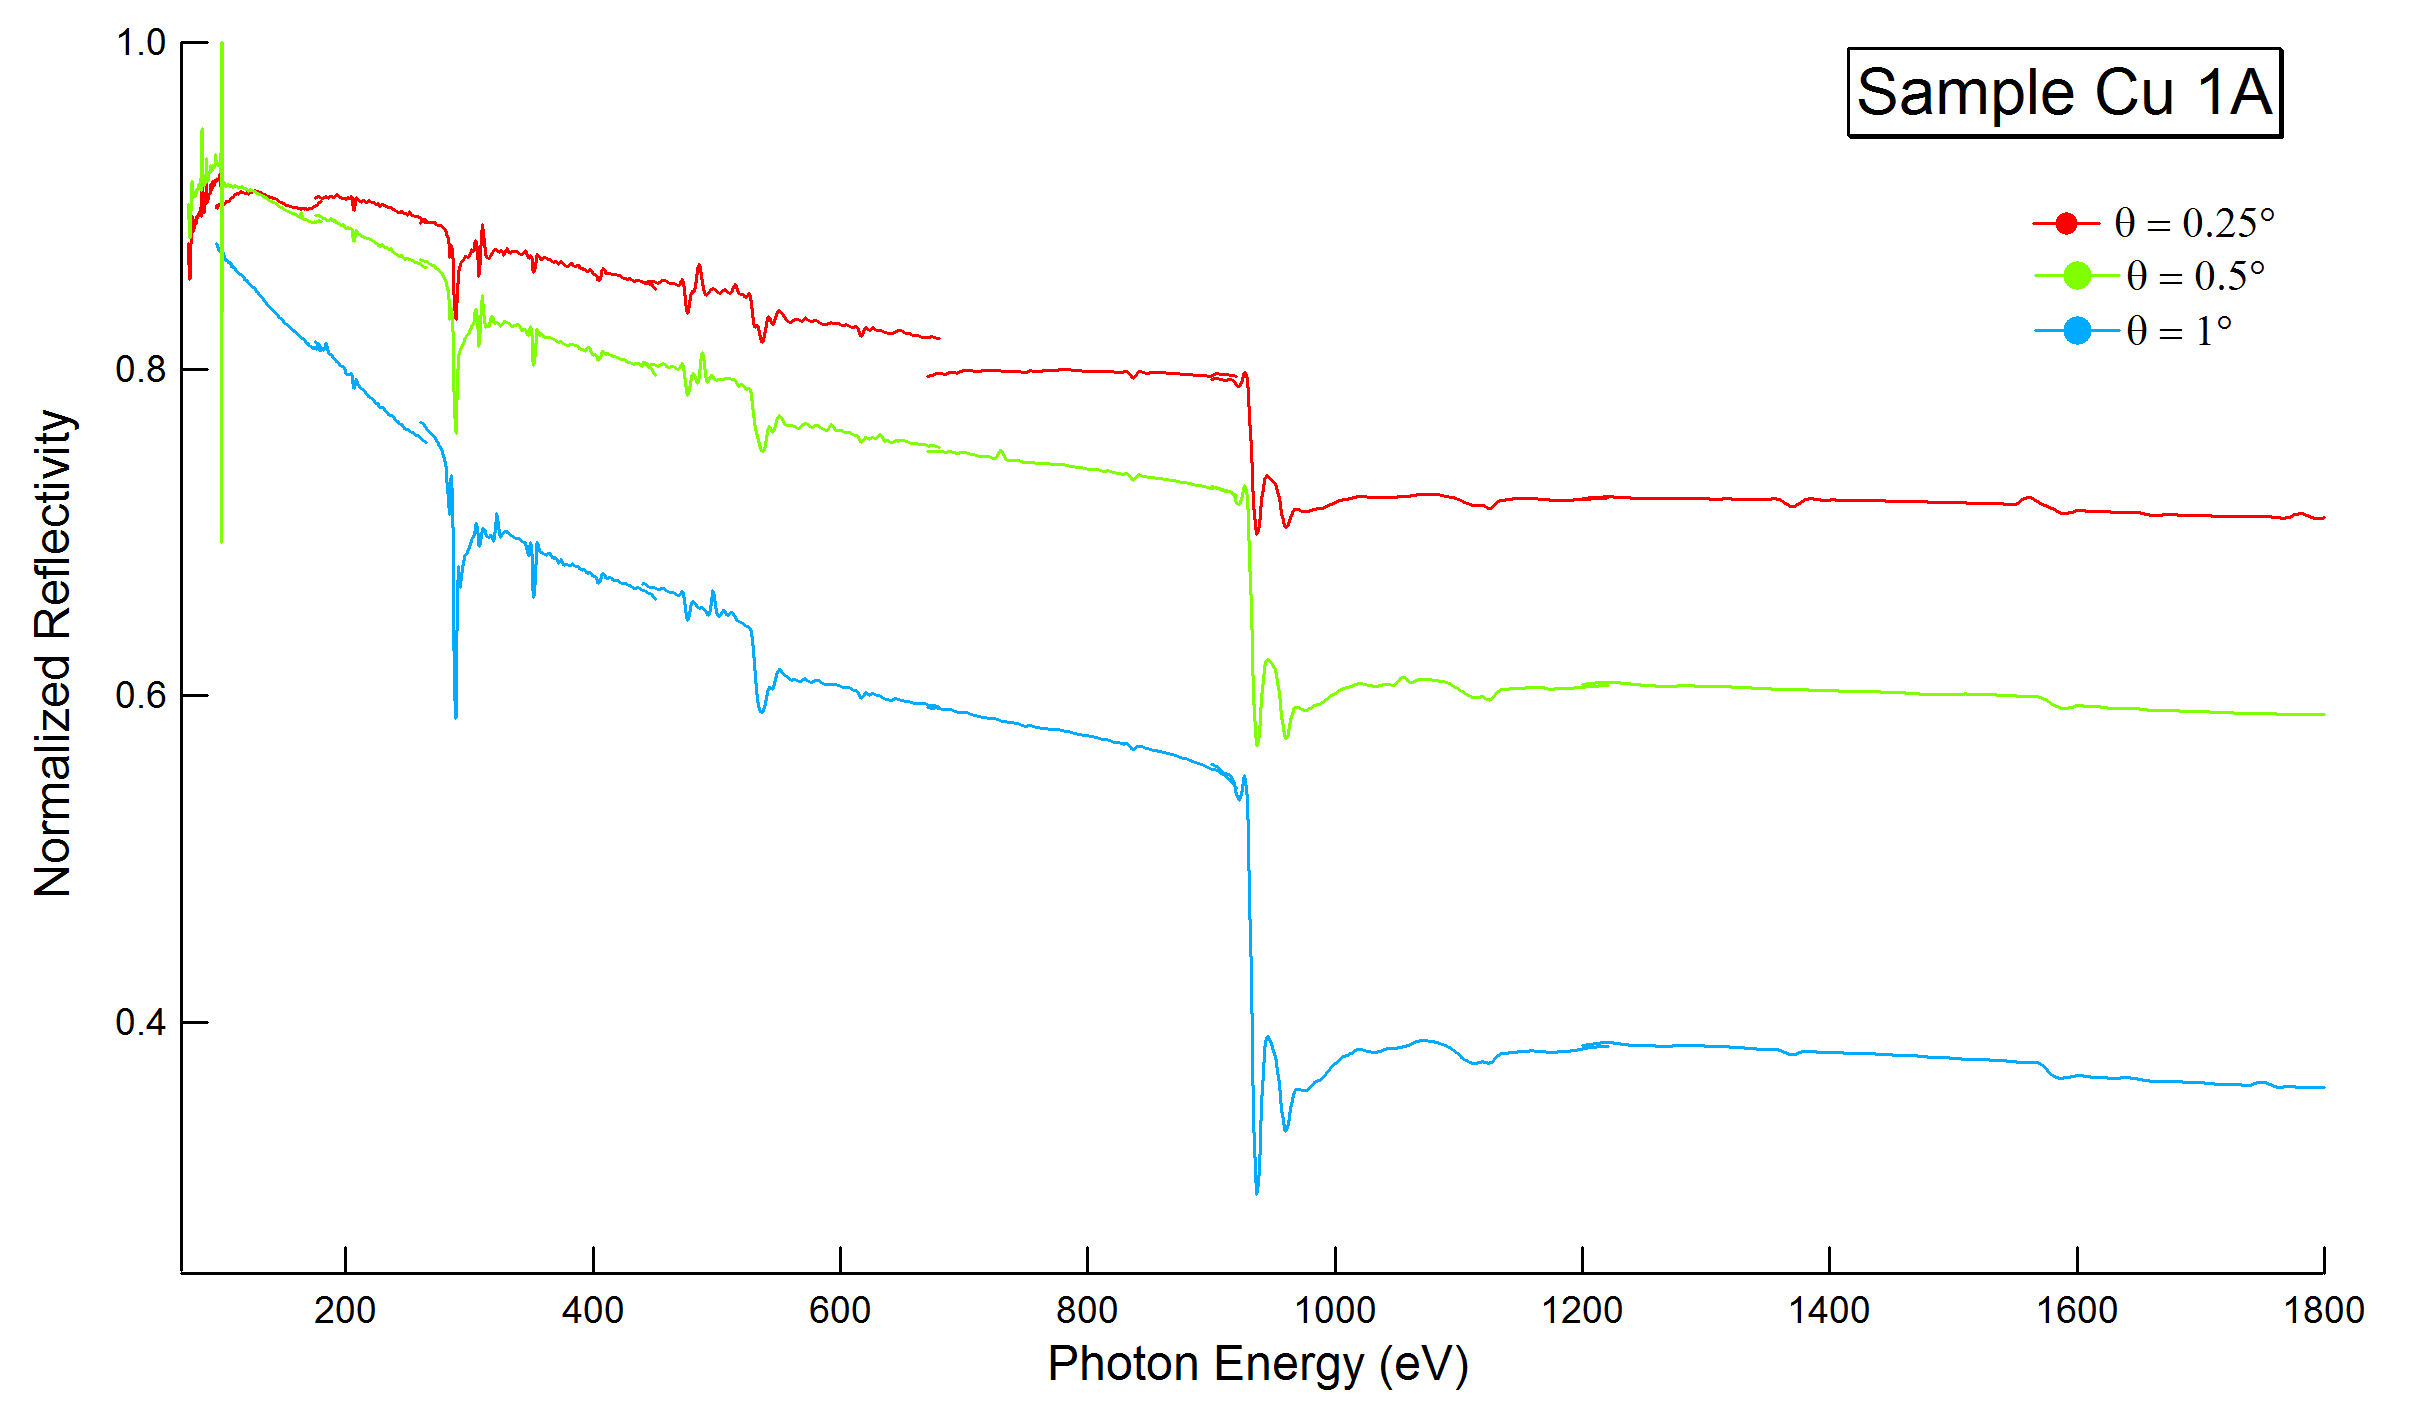 Sample Cu 1A
θ = 0.25°
θ = 0.5°
θ = 1°
Normalized Reflectivity
1.0
0.8
0.6
0.4
200 400 600 800 1000 1200 1400 1600 1800
Photon Energy (eV)